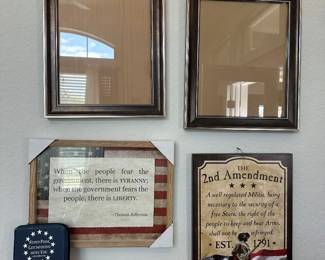 When the people fear the
government, there is TYRANNY;
when the government fears the
people, there is LIBERTY.
-Thomas Jefferson
THE
2nd Amendment
A well regulated Militia, being
necessary to the security of a
free State, the right of the
people to keep and bear Arms,
shall not be infringed.
EST. 1791